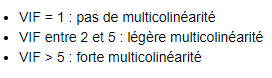 • VIF = 1 : pas de multicolinéarité
• VIF entre 2 et 5 : légère multicolinéarité
• VIF > 5 : forte multicolinéarité